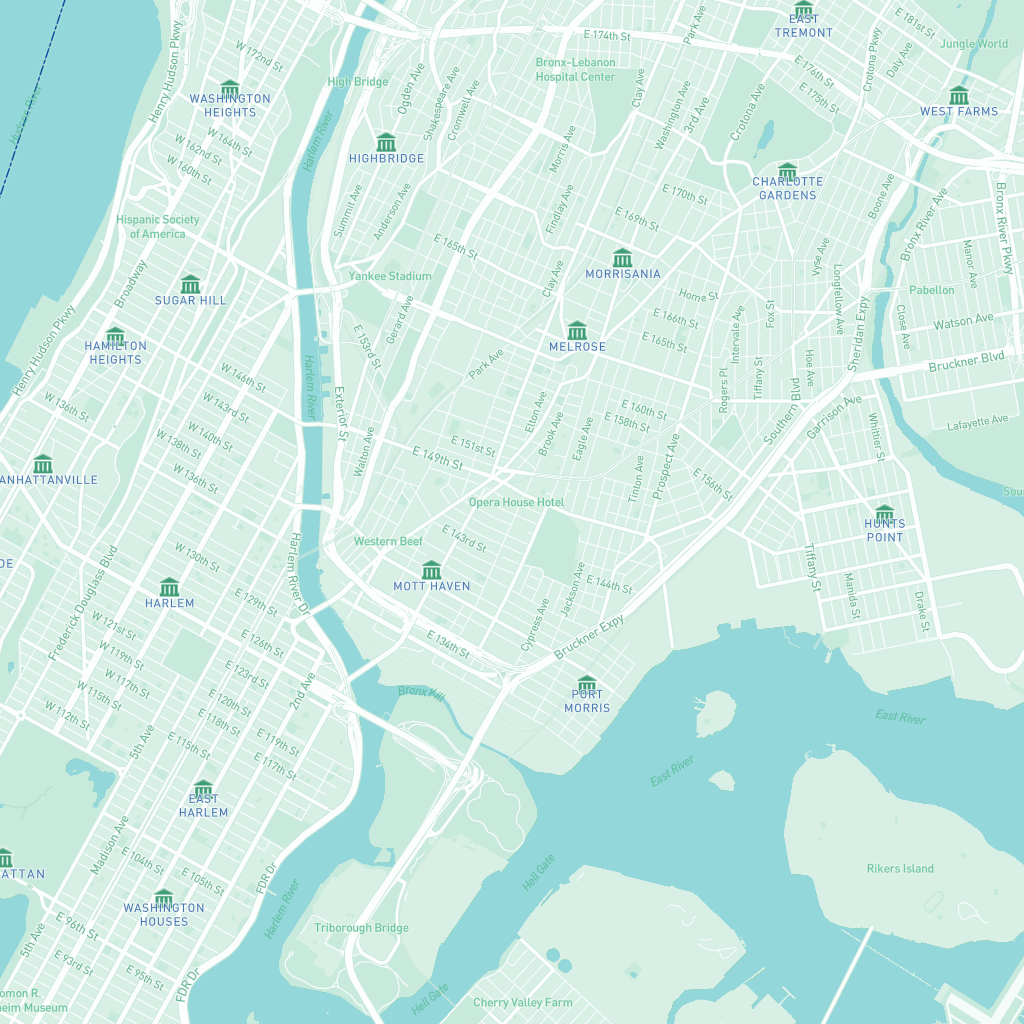 EAST
TREMONT
E 181st St
Park Ave
E 174th St
Crotona Pkwy
Jungle World
Daly Ave
W 172nd St
Henry Hudson Pkwy
Bronx-Lebanon
Hospital Center
E 176th St
High Bridge
Ogden Ave
Clay Ave
E 175th St
Shakespeare Ave
WASHINGTON
HEIGHTS
Cromwell Ave
Washington Ave
3rd Ave
Crotona Ave
WEST FARMS
Hudson River
Harlem River
W 164th St
W 162nd St
W 160th St
HIGHBRIDGE
Morris Ave
CHARLOTTE
GARDENS
Boone Ave
E 170th St
Bronx River Ave
Bronx River Pkwy
Summit Ave
Anderson Ave
Findlay Ave
E 169th St
Hispanic Society
of America
E 165th St
Vyse Ave
Manor Ave
Broadway
Yankee Stadium
Clay Ave
MORRISANIA
SUGAR HILL
Home St
Longfellow Ave
Pabellon
Henry Hudson Pkwy
Gerard Ave
E 166th St
Fox St
Close Ave
Watson Ave
Sheridan Expy
HAMILTON
HEIGHTS
E 153rd St
MELROSE
E 165th St
Intervale Ave
Park Ave
Hoe Ave
Bruckner Blvd
W 146th St
Harlem River
Tiffany St
Rogers Pl
W 136th St
W 143rd St
Exterior St
Elton Ave
E 160th St
E 158th St
Southern Blvd
Garrison Ave
Brook Ave
Eagle Ave
Whittier St
Lafayette Ave
W 140th St
W 138th St
Walton Ave
E 151st St
E 149th St
Prospect Ave
W 136th St
Tinton Ave
E 156th St
ANHATTANVILLE
Sou
Opera House Hotel
HUNTS
POINT
Western Beef
E 143rd St
W 130th St
Harlem River Dr
Frederick Douglass Blvd
MOTT HAVEN
Jackson Ave
E 144th St
Tiffany St
Manida St
Drake St
DE
HARLEM
E 129th St
W 121st St
E 126th St
Cypress Ave
E 134th St
Bruckner Expy
W 119th St
E 123rd St
W 115th St
2nd Ave
Bronx Kill
PORT
MORRIS
W 112th St
E 120th St
East River
E 118th St
5th Ave
E 119th St
E 115th St
E 117th St
East River
EAST
HARLEM
Madison Ave
E 104th St
ATTAN
E 105th St
FDR Dr
Hell Gate
Rikers Island
WASHINGTON
HOUSES
Harlem River
E 96th St
Triborough Bridge
5th Ave
E 93rd St
FDR Dr
omon R.
heim Museum
Hell Gate
Cherry Valley Farm